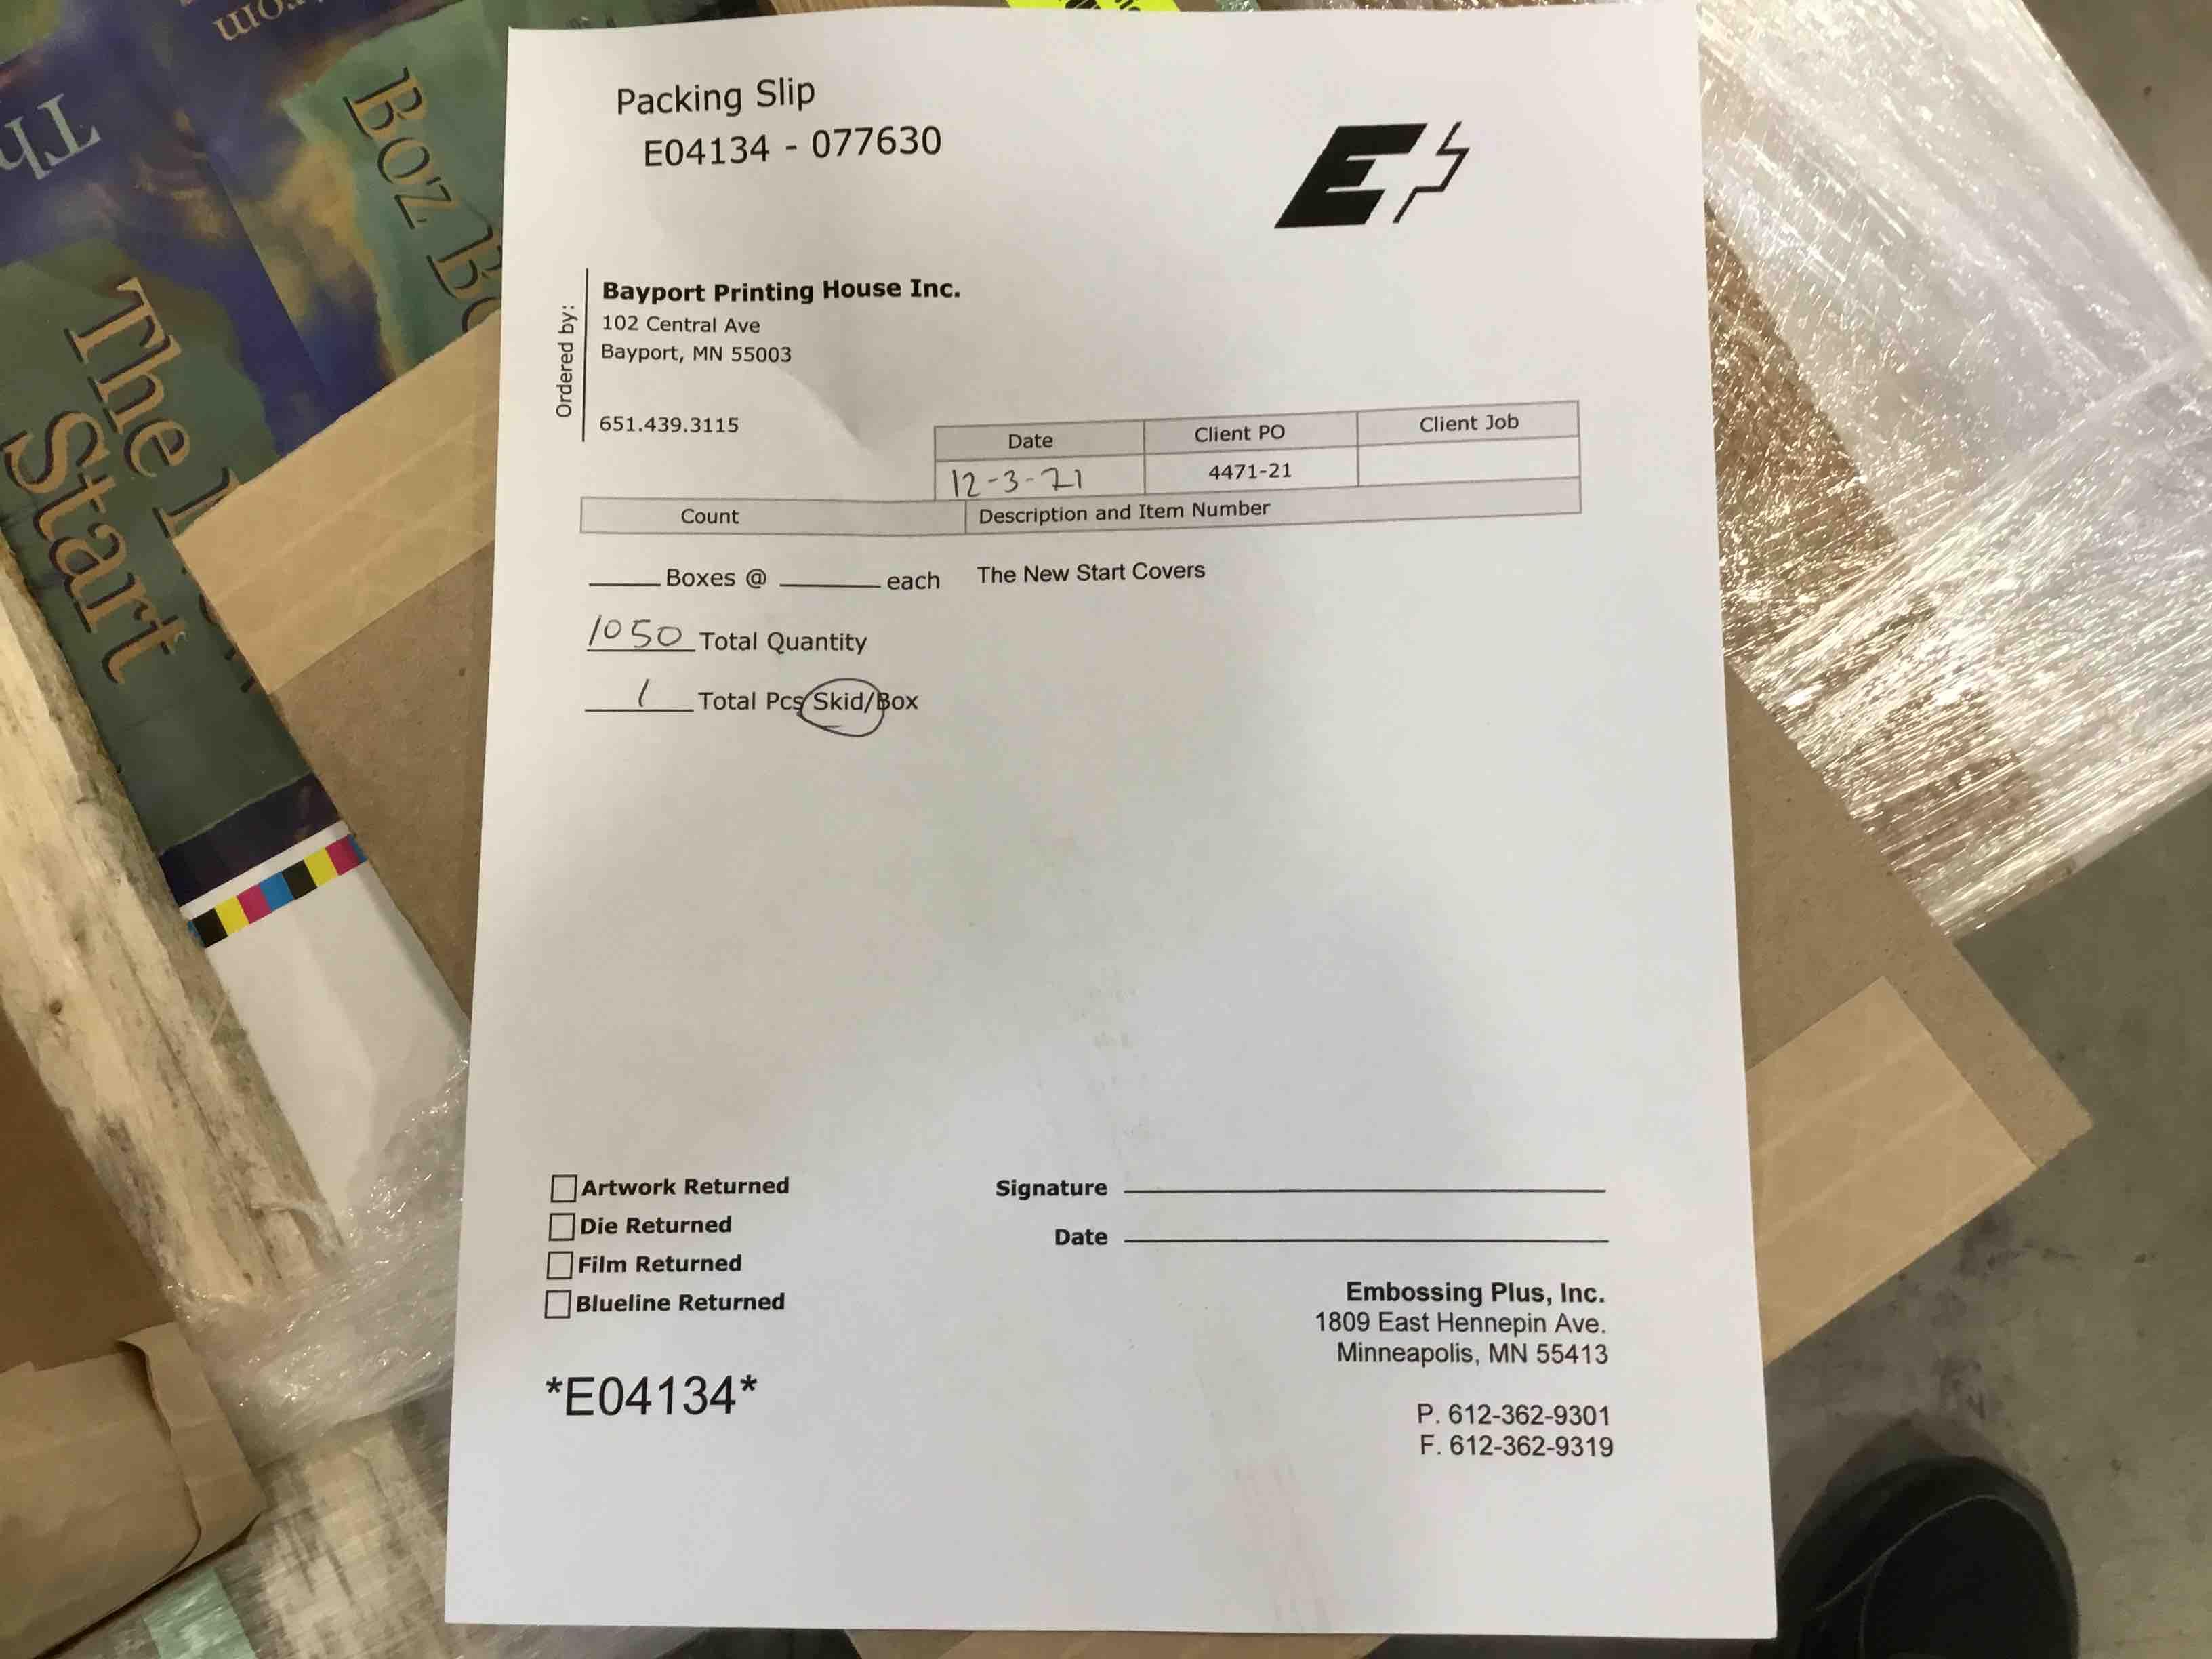 Packing Slip
E04134 - 077630
E
Ordered by:
Bayport Printing House Inc.
102 Central Ave
Bayport, MN 55003
651.439.3115
Date Client PO Client Job
12-3-21 4471-21
Count Description and Item Number
_____ Boxes @ _______ each The New Start Covers
1050 Total Quantity
1 Total Pcs/Skid/Box
Artwork Returned
Die Returned
Film Returned
Blueline Returned
Signature
Date
Embossing Plus, Inc.
1809 East Hennepin Ave.
Minneapolis, MN 55413
P. 612-362-9301
F. 612-362-9319
*E04134*
Boz
The
Start